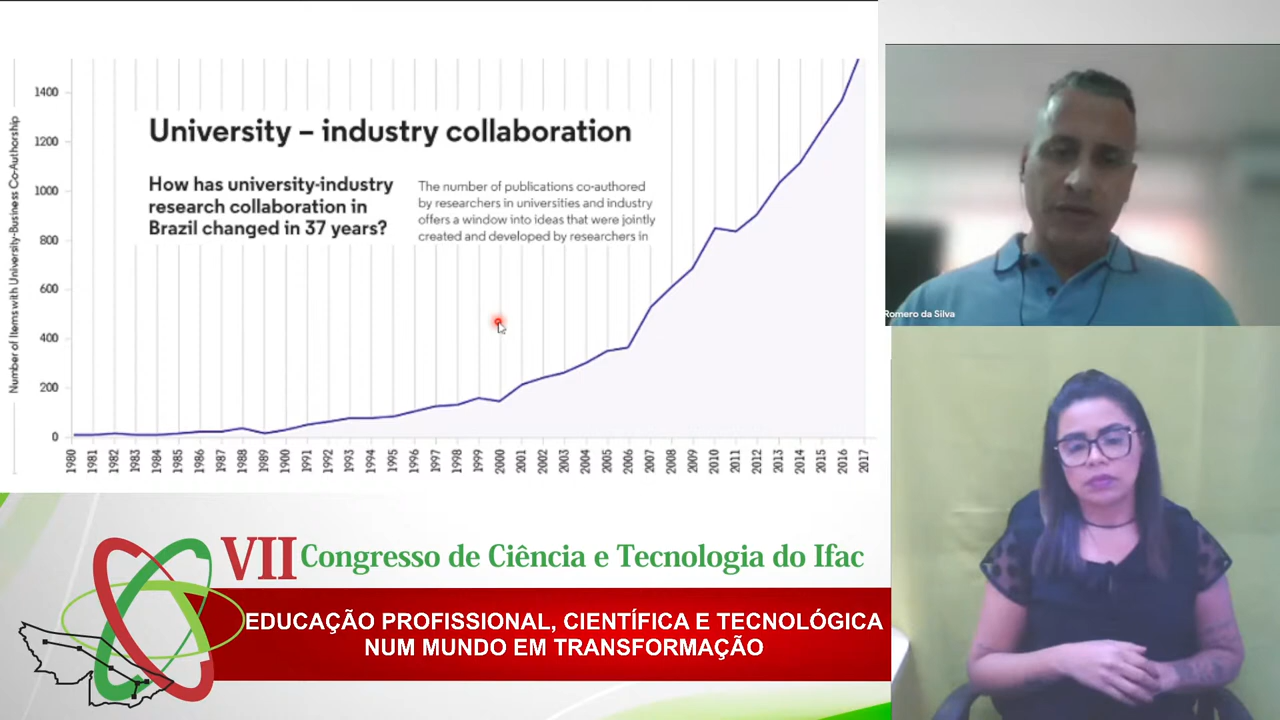 Number of Items with University-Business Co-Authorship
1400
1200
1000
800
600
400
200
0
University – industry collaboration
How has university-industry
research collaboration in
Brazil changed in 37 years?
The number of publications co-authored
by researchers in universities and industry
offers a window into ideas that were jointly
created and developed by researchers in
1980 1981 1982 1983 1984 1985 1986 1987 1988 1989 1990 1991 1992 1993 1994 1995 1996 1997 1998 1999 2000 2001 2002 2003 2004 2005 2006 2007 2008 2009 2010 2011 2012 2013 2014 2015 2016 2017
Romero da Silva
VII Congresso de Ciência e Tecnologia do Ifac
EDUCAÇÃO PROFISSIONAL, CIENTÍFICA E TECNOLÓGICA
NUM MUNDO EM TRANSFORMAÇÃO